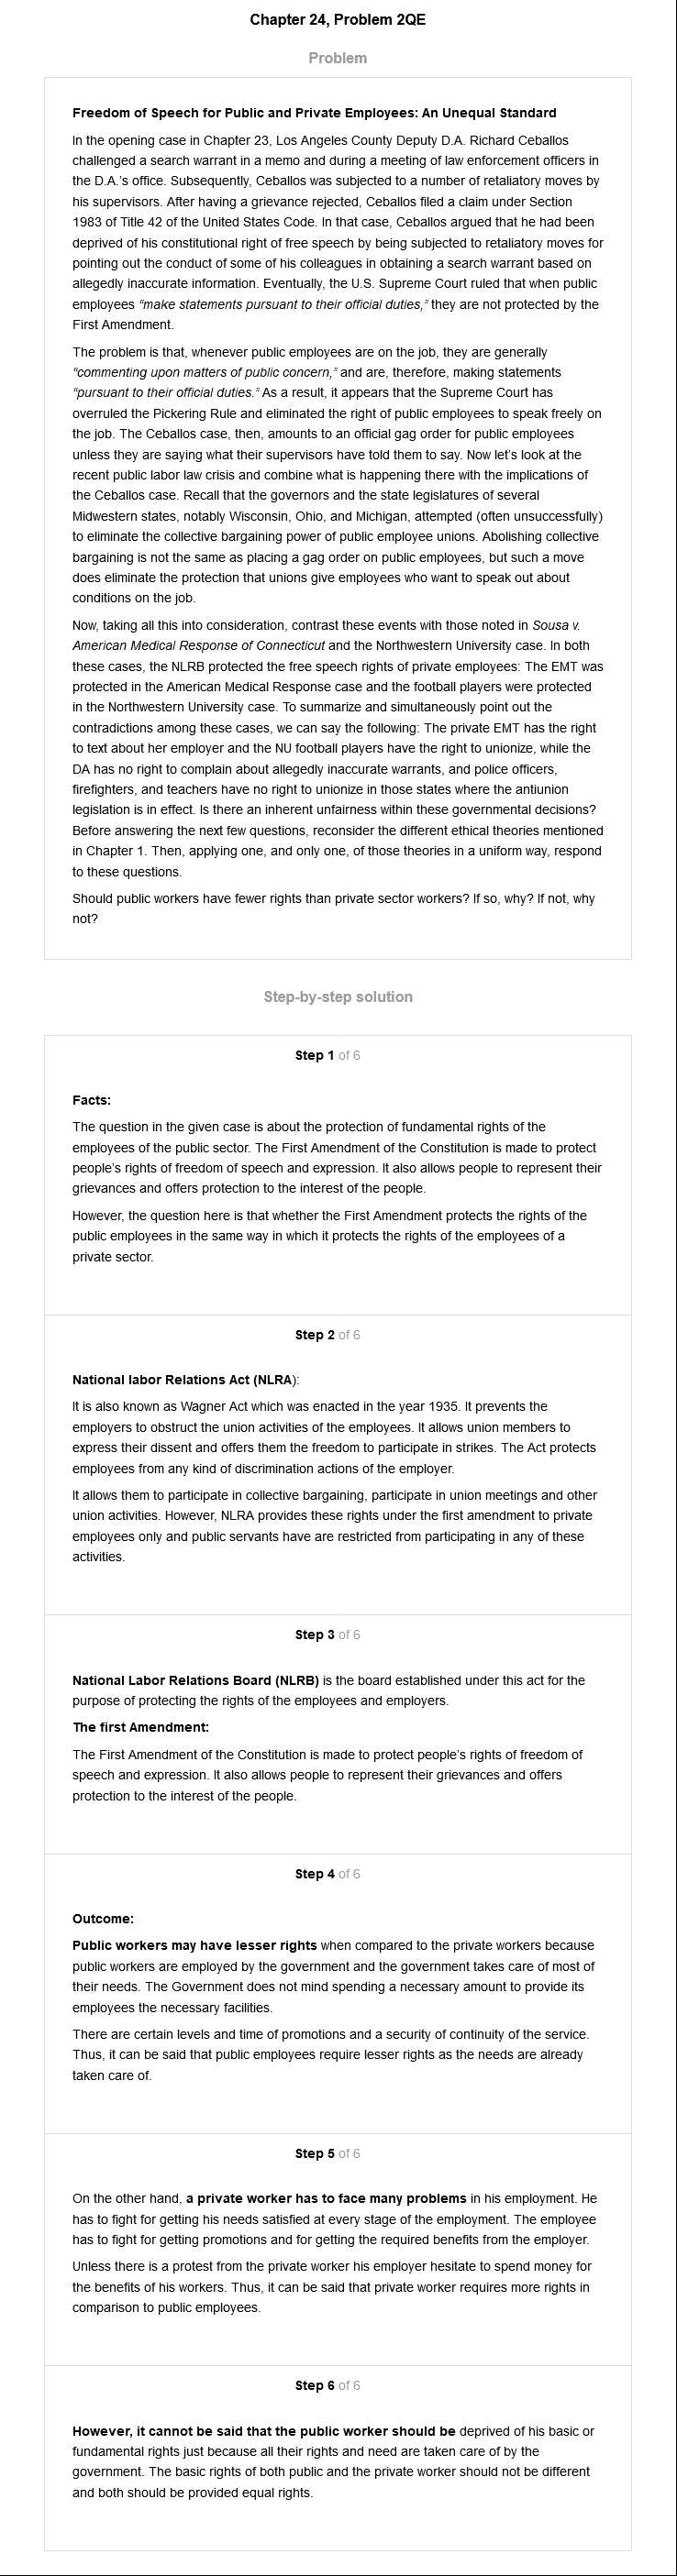 Chapter 24, Problem 2QE
Problem
Freedom of Speech for Public and Private Employees: An Unequal Standard
In the opening case in Chapter 23, Los Angeles County Deputy D.A. Richard Ceballos
challenged a search warrant in a memo and during a meeting of law enforcement officers in
the D.A.'s office. Subsequently, Ceballos was subjected to a number of retaliatory moves by
his supervisors. After having a grievance rejected, Ceballos filed a claim under Section
1983 of Title 42 of the United States Code. In that case, Ceballos argued that he had been
deprived of his constitutional right of free speech by being subjected to retaliatory moves for
pointing out the conduct of some of his colleagues in obtaining a search warrant based on
allegedly inaccurate information. Eventually, the U.S. Supreme Court ruled that when public
employees "make statements pursuant to their official duties," they are not protected by the
First Amendment.
The problem is that, whenever public employees are on the job, they are generally
"commenting upon matters of public concern," and are, therefore, making statements
"pursuant to their official duties." As a result, it appears that the Supreme Court has
overruled the Pickering Rule and eliminated the right of public employees to speak freely on
the job. The Ceballos case, then, amounts to an official gag order for public employees
unless they are saying what their supervisors have told them to say. Now let's look at the
recent public labor law crisis and combine what is happening there with the implications of
the Ceballos case. Recall that the governors and the state legislatures of several
Midwestern states, notably Wisconsin, Ohio, and Michigan, attempted (often unsuccessfully)
to eliminate the collective bargaining power of public employee unions. Abolishing collective
bargaining is not the same as placing a gag order on public employees, but such a move
does eliminate the protection that unions give employees who want to speak out about
conditions on the job.
Now, taking all this into consideration, contrast these events with those noted in Sousa v.
American Medical Response of Connecticut and the Northwestern University case. In both
these cases, the NLRB protected the free speech rights of private employees: The EMT was
protected in the American Medical Response case and the football players were protected
in the Northwestern University case. To summarize and simultaneously point out the
contradictions among these cases, we can say the following: The private EMT has the right
to text about her employer and the NU football players have the right to unionize, while the
DA has no right to complain about allegedly inaccurate warrants, and police officers,
firefighters, and teachers have no right to unionize in those states where the antiunion
legislation is in effect. Is there an inherent unfairness within these governmental decisions?
Before answering the next few questions, reconsider the different ethical theories mentioned
in Chapter 1. Then, applying one, and only one, of those theories in a uniform way, respond
to these questions.
Should public workers have fewer rights than private sector workers? If so, why? If not, why
not?
Step-by-step solution
Step 1 of 6
Facts:
The question in the given case is about the protection of fundamental rights of the
employees of the public sector. The First Amendment of the Constitution is made to protect
people's rights of freedom of speech and expression. It also allows people to represent their
grievances and offers protection to the interest of the people.
However, the question here is that whether the First Amendment protects the rights of the
public employees in the same way in which it protects the rights of the employees of a
private sector.
Step 2 of 6
National labor Relations Act (NLRA):
It is also known as Wagner Act which was enacted in the year 1935. It prevents the
employers to obstruct the union activities of the employees. It allows union members to
express their dissent and offers them the freedom to participate in strikes. The Act protects
employees from any kind of discrimination actions of the employer.
It allows them to participate in collective bargaining, participate in union meetings and other
union activities. However, NLRA provides these rights under the first amendment to private
employees only and public servants have are restricted from participating in any of these
activities.
Step 3 of 6
National Labor Relations Board (NLRB) is the board established under this act for the
purpose of protecting the rights of the employees and employers.
The first Amendment:
The First Amendment of the Constitution is made to protect people's rights of freedom of
speech and expression. It also allows people to represent their grievances and offers
protection to the interest of the people.
Step 4 of 6
Outcome:
Public workers may have lesser rights when compared to the private workers because
public workers are employed by the government and the government takes care of most of
their needs. The Government does not mind spending a necessary amount to provide its
employees the necessary facilities.
There are certain levels and time of promotions and a security of continuity of the service.
Thus, it can be said that public employees require lesser rights as the needs are already
taken care of.
Step 5 of 6
On the other hand, a private worker has to face many problems in his employment. He
has to fight for getting his needs satisfied at every stage of the employment. The employee
has to fight for getting promotions and for getting the required benefits from the employer.
Unless there is a protest from the private worker his employer hesitate to spend money for
the benefits of his workers. Thus, it can be said that private worker requires more rights in
comparison to public employees.
Step 6 of 6
However, it cannot be said that the public worker should be deprived of his basic or
fundamental rights just because all their rights and need are taken care of by the
government. The basic rights of both public and the private worker should not be different
and both should be provided equal rights.